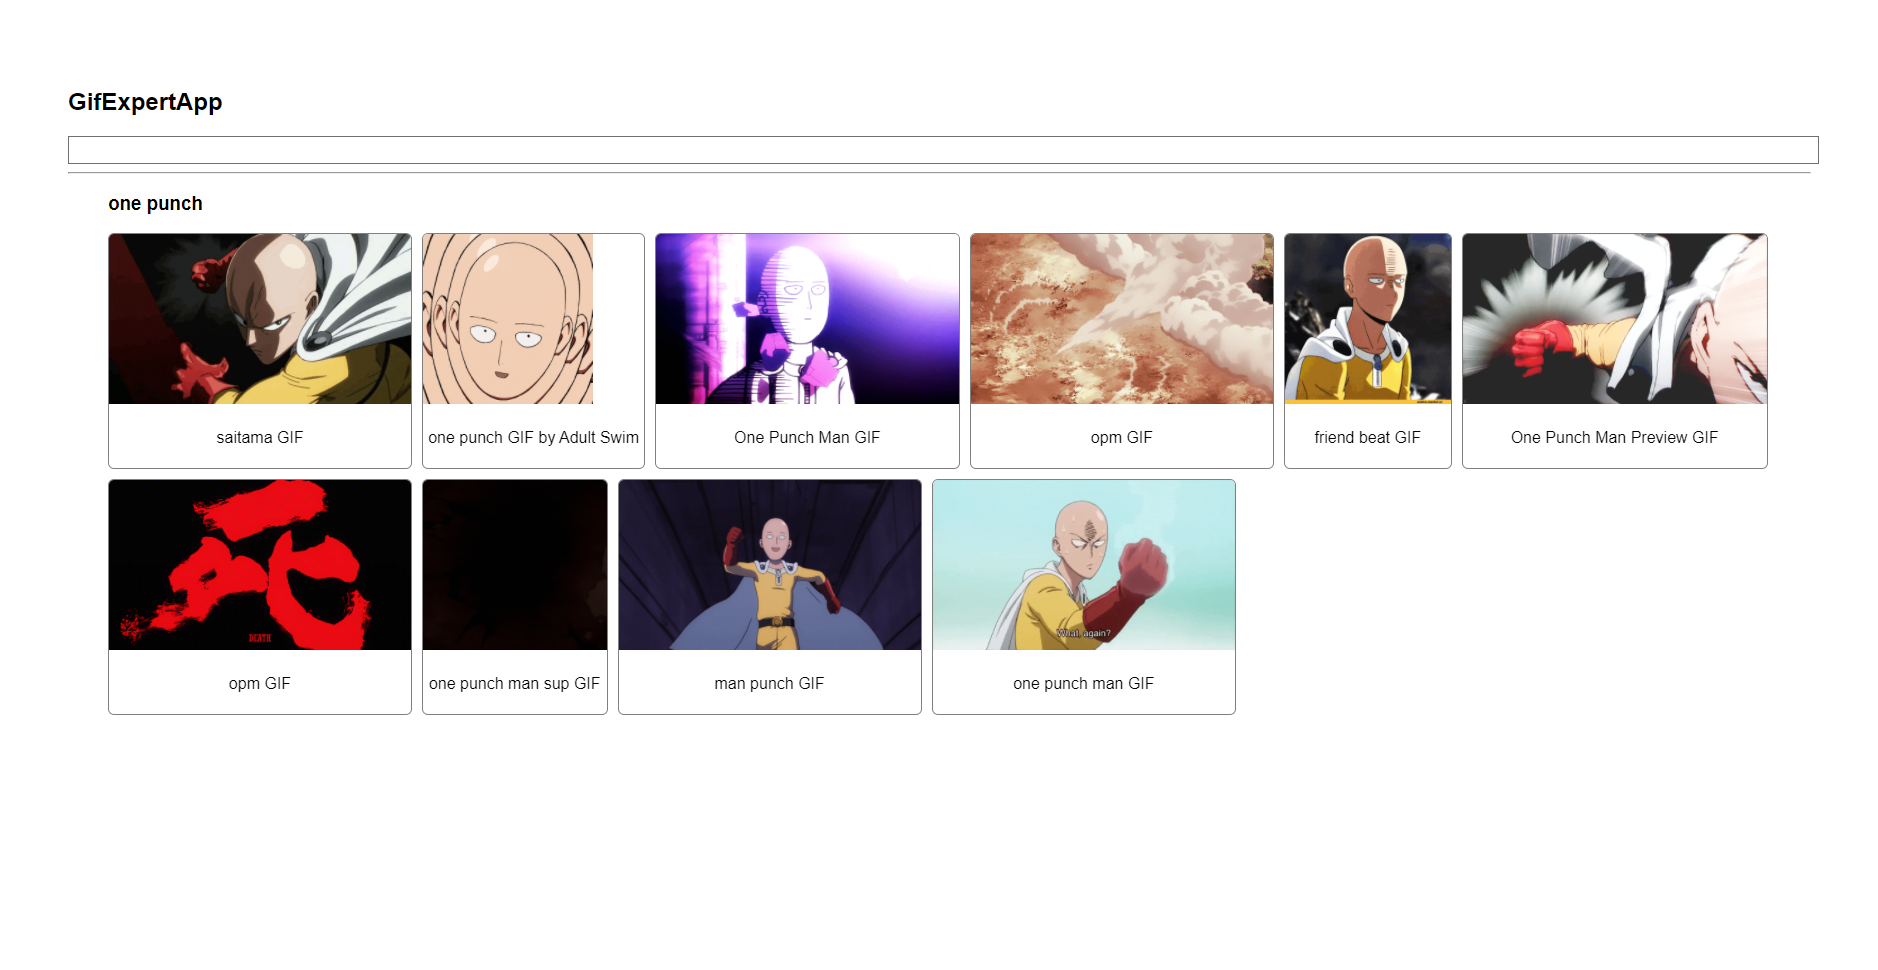 GifExpertApp
one punch
saitama GIF
one punch GIF by Adult Swim
One Punch Man GIF
opm GIF
friend beat GIF
One Punch Man Preview GIF
死
DEATH
What, again?
opm GIF
one punch man sup GIF
man punch GIF
one punch man GIF